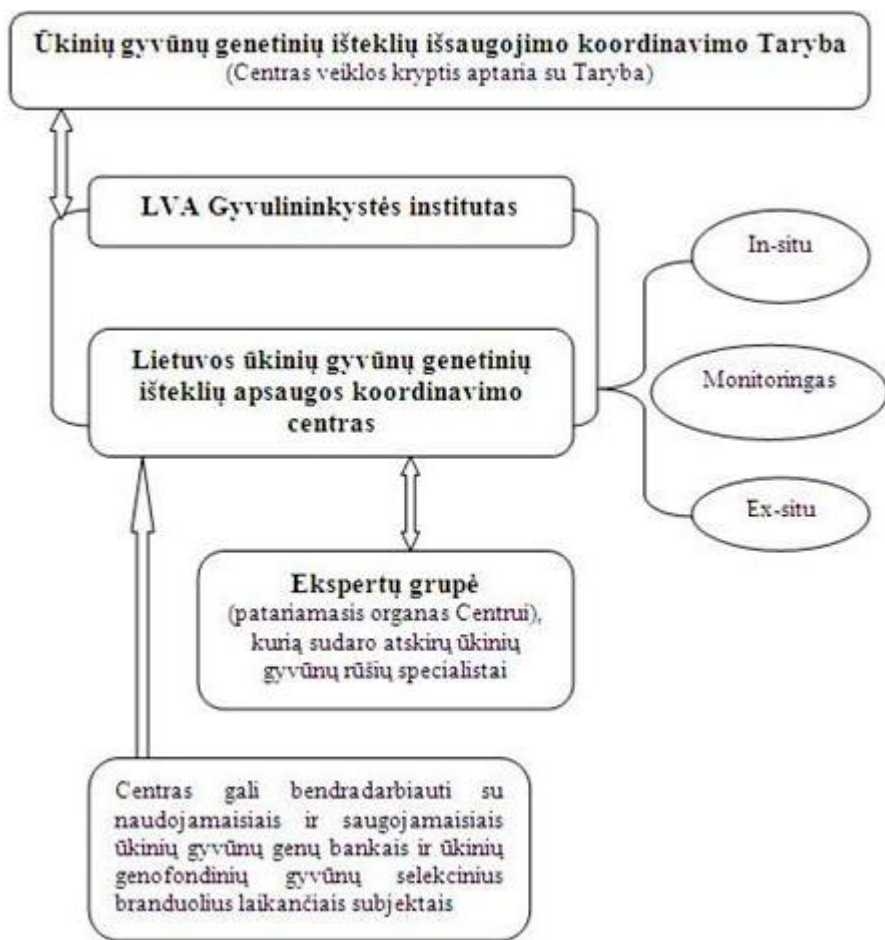 Ūkinių gyvūnų genetinių išteklių išsaugojimo koordinavimo Taryba
(Centras veiklos kryptis aptaria su Taryba)
LVA Gyvulininkystės institutas
In-situ
Lietuvos ūkinių gyvūnų genetinių
išteklių apsaugos koordinavimo
centras
Monitoringas
Ex-situ
Ekspertų grupė
(patariamasis organas Centrui),
kurią sudaro atskirų ūkinių
gyvūnų rūšių specialistai
Centras gali bendradarbiauti su
naudojamaisiais ir saugojamaisiais
ūkinių gyvūnų genų bankais ir ūkinių
genofondinių gyvūnų selekcinius
branduolius laikančiais subjektais